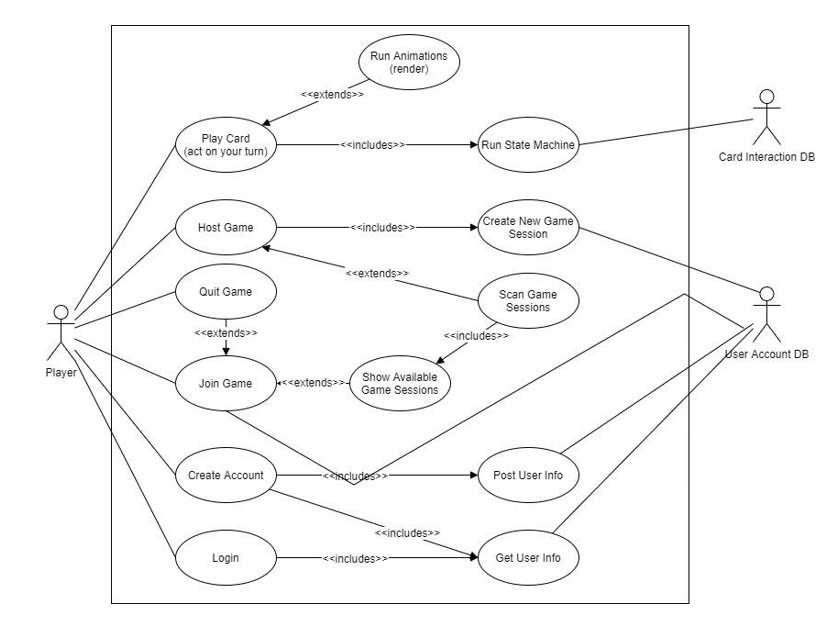 Run Animations
(render)
<<extends>>
Play Card
(act on your turn)
<<includes>>
Run State Machine
Card Interaction DB
Host Game
<<includes>>
Create New Game
Session
<<extends>>
Quit Game
Scan Game
Sessions
<<extends>>
<<includes>>
User Account DB
Player
Join Game
<<extends>>
Show Available
Game Sessions
Create Account
<<includes>>
Post User Info
<<includes>>
Login
<<includes>>
Get User Info